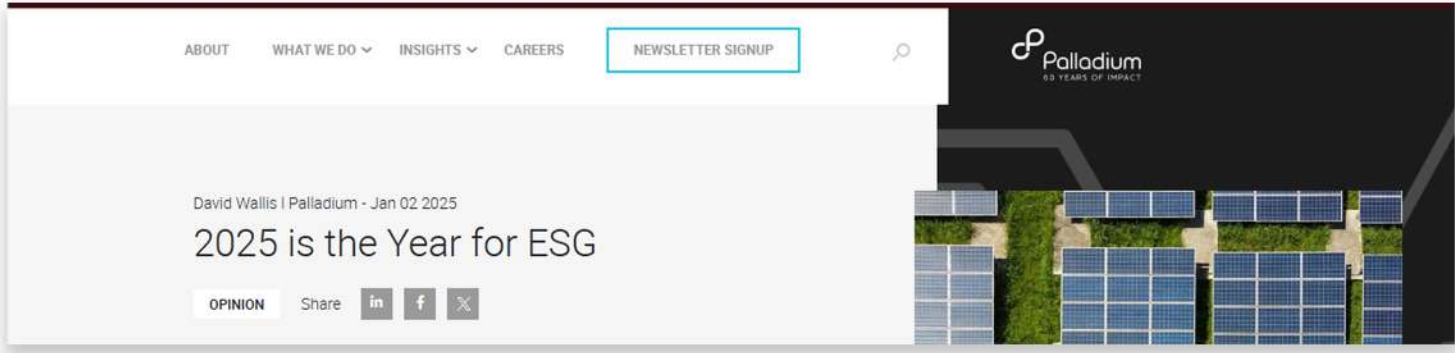 ABOUT WHAT WE DO INSIGHTS CAREERS NEWSLETTER SIGNUP
Palladium
60 YEARS OF IMPACT
David Wallis | Palladium - Jan 02 2025
2025 is the Year for ESG
OPINION Share in f X